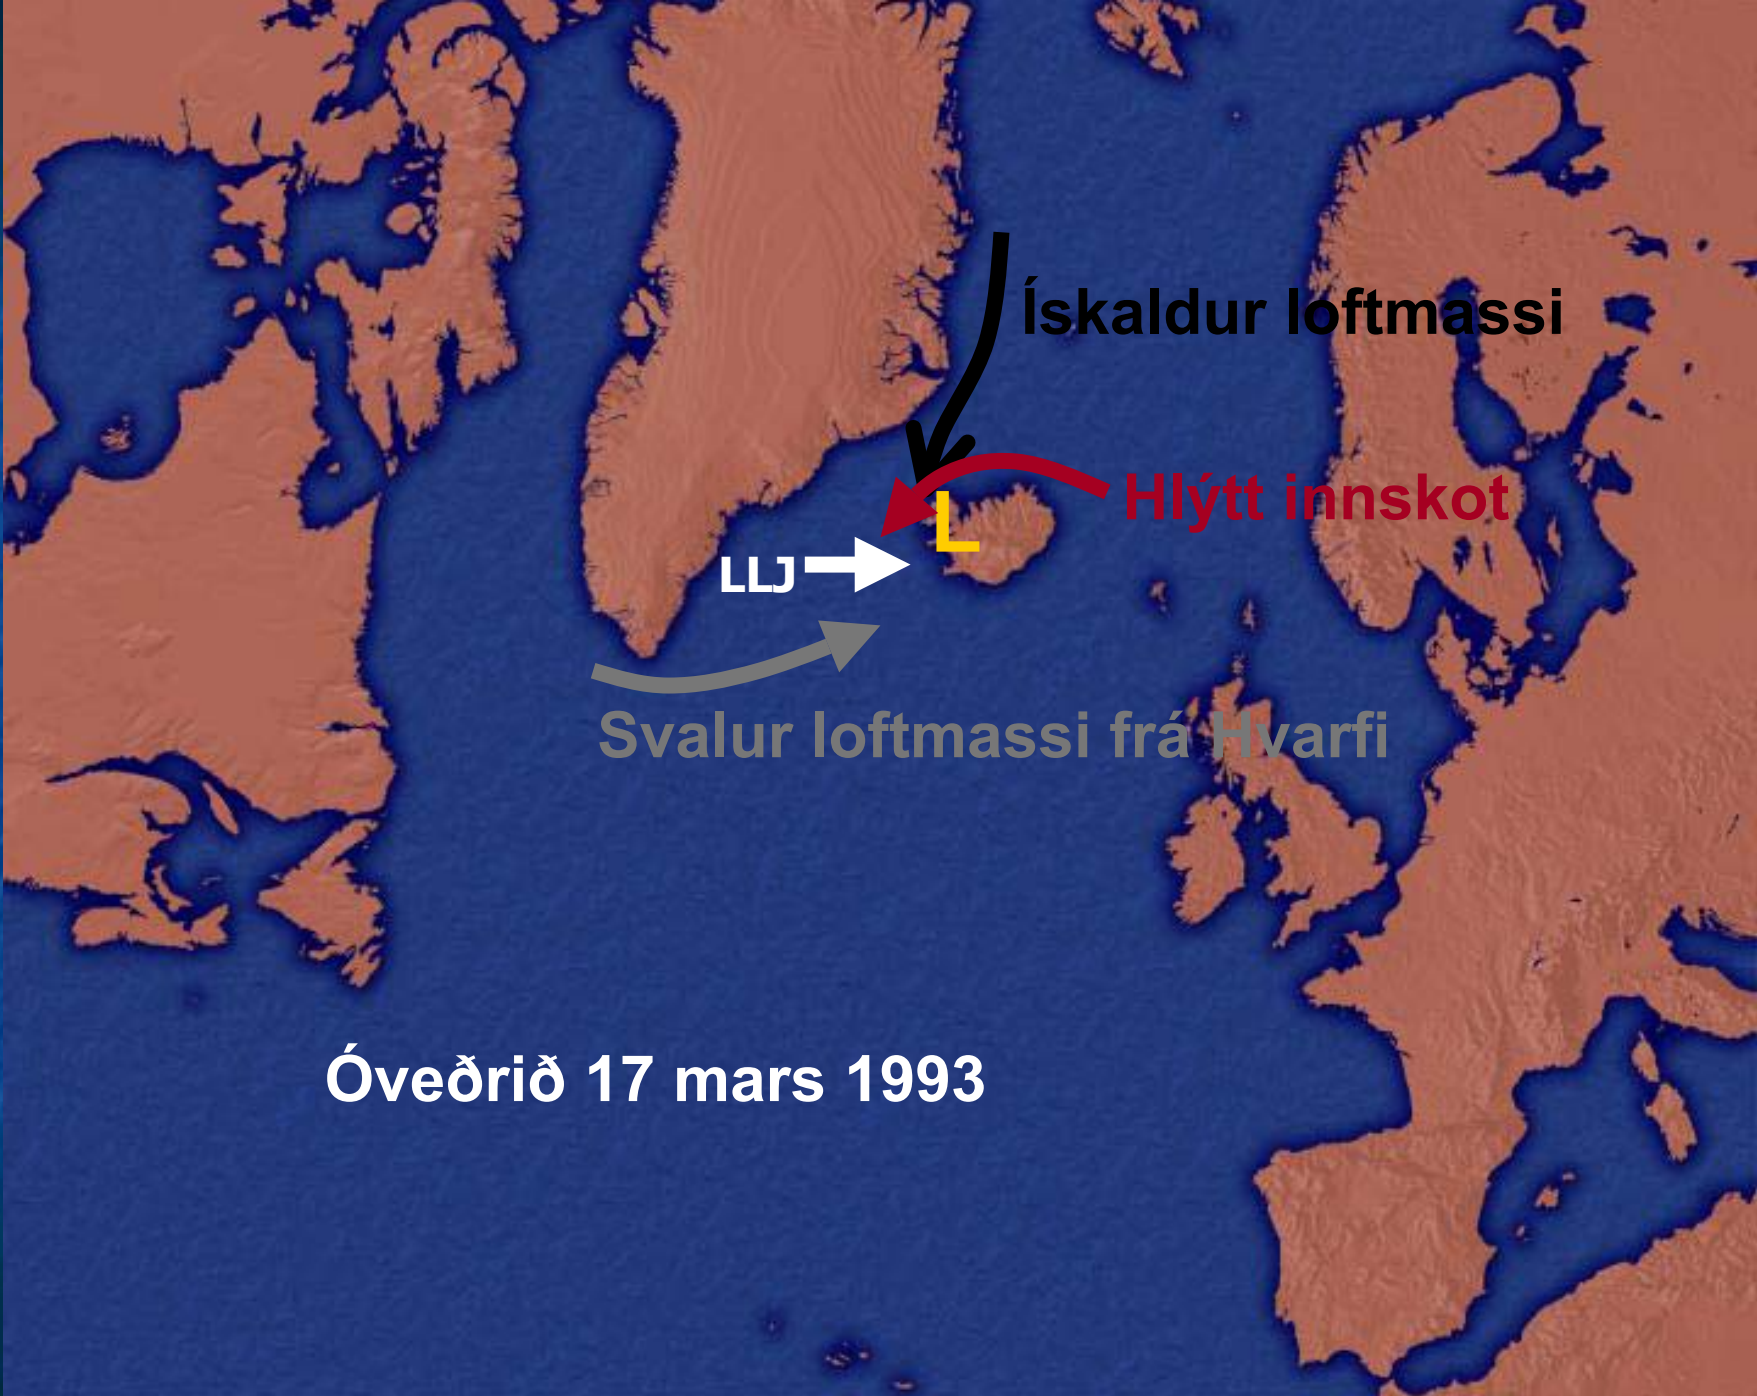 Ískaldur loftmassi
Hlýtt innskot
L
LLJ
Svalur loftmassi frá Hvarfi
Óveðrið 17 mars 1993